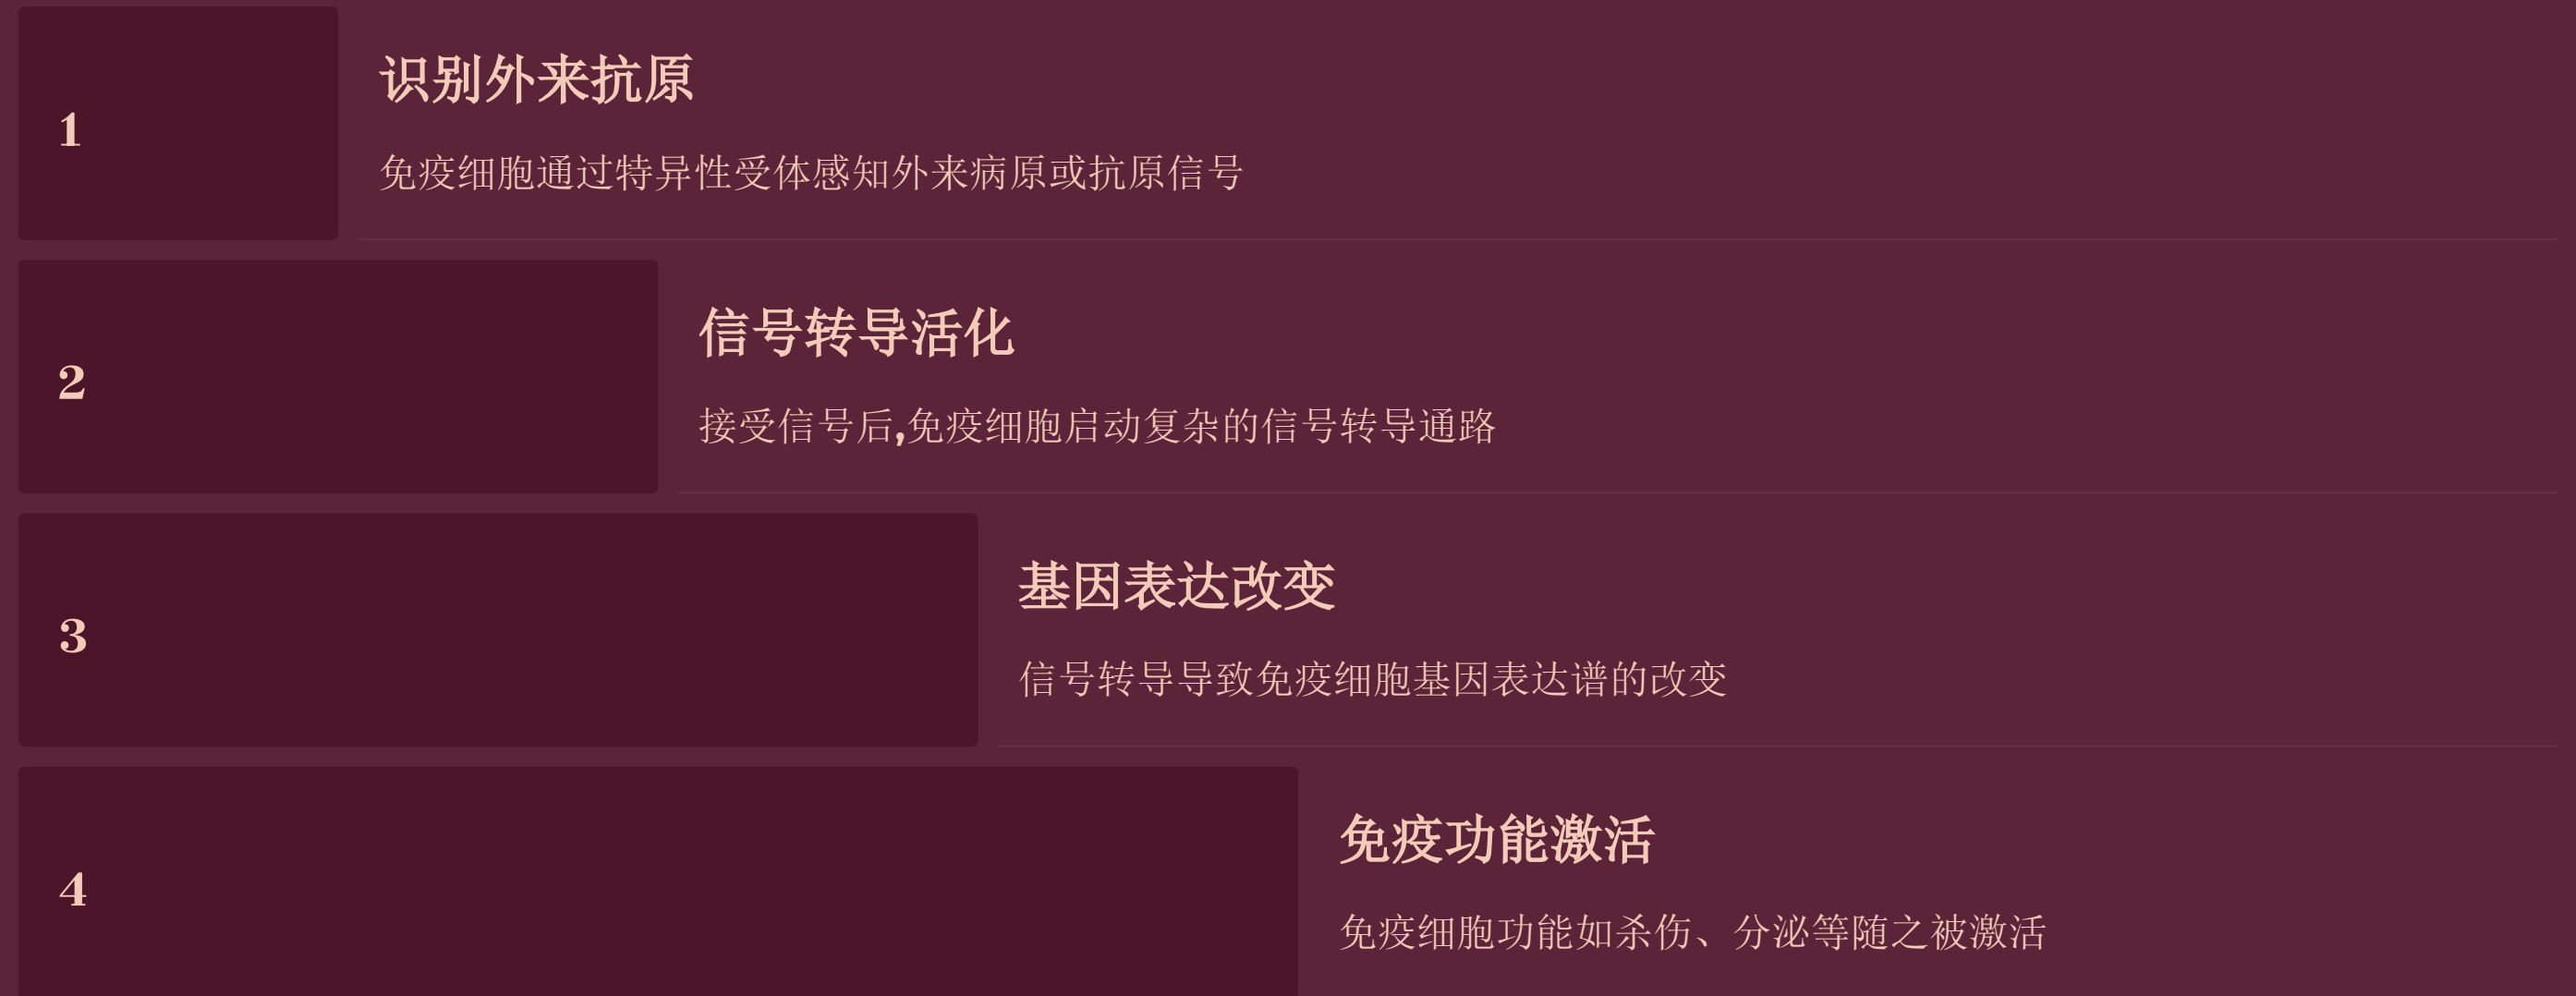 1
识别外来抗原
免疫细胞通过特异性受体感知外来病原或抗原信号
2
信号转导活化
接受信号后,免疫细胞启动复杂的信号转导通路
3
基因表达改变
信号转导导致免疫细胞基因表达谱的改变
4
免疫功能激活
免疫细胞功能如杀伤、分泌等随之被激活